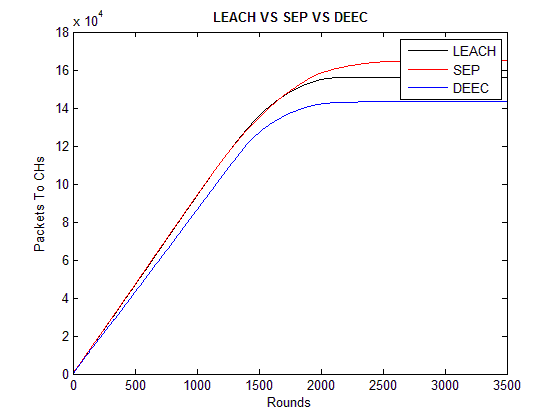 LEACH VS SEP VS DEEC
x 10^4
18
16
14
12
10
8
6
4
2
0
Packets To CHs
LEACH
SEP
DEEC
0 500 1000 1500 2000 2500 3000 3500
Rounds